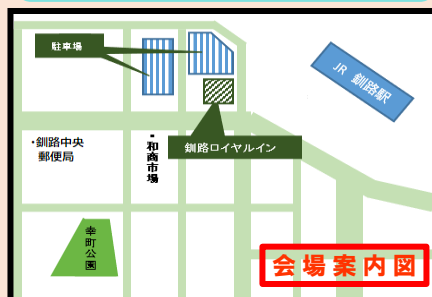 駐車場
JR 釧路駅
・釧路中央
郵便局
・和商市場
釧路ロイヤルイン
幸町公園
会場案内図